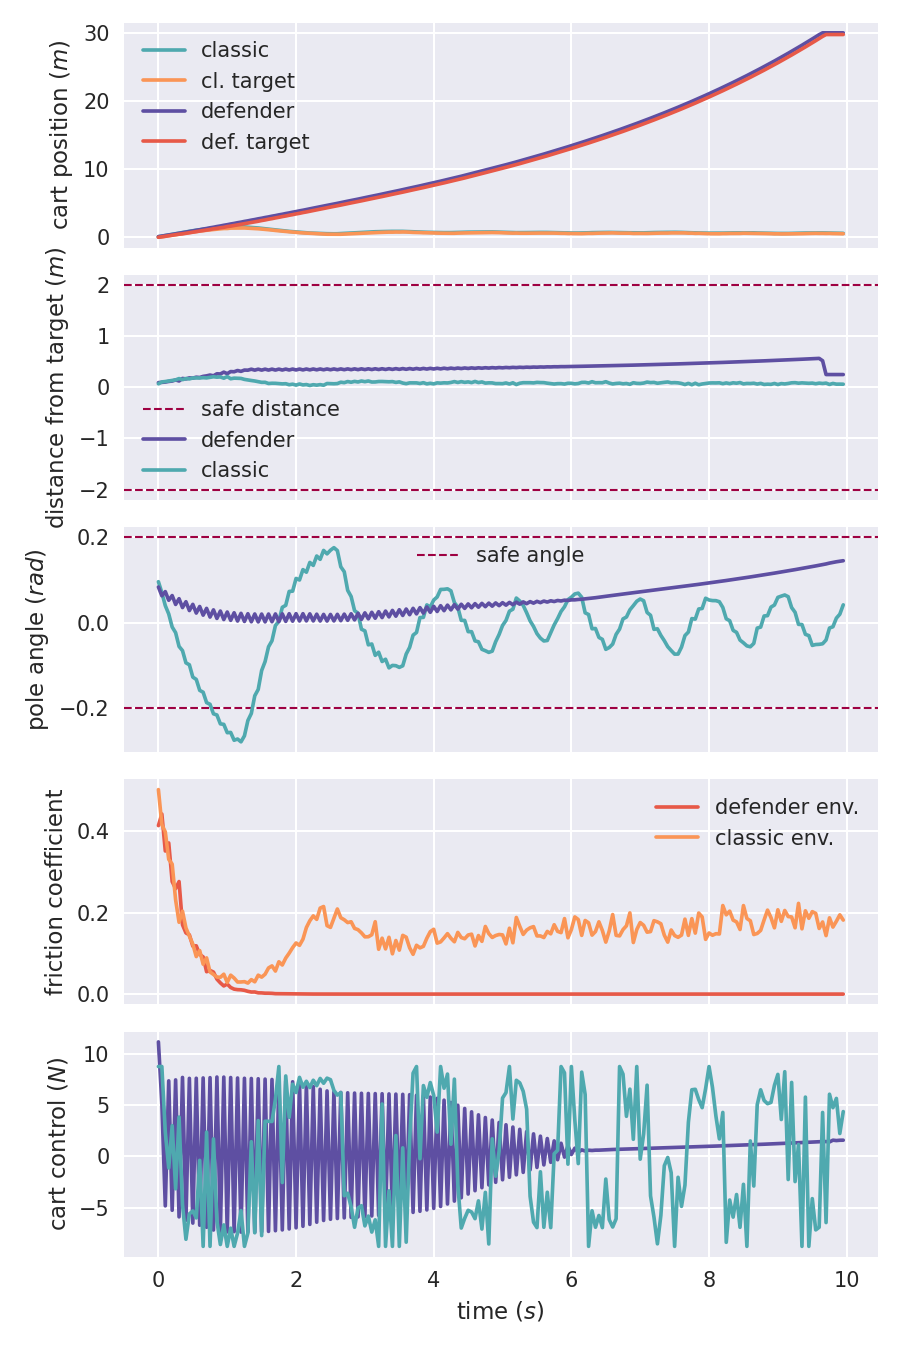 cart position (m)
30
20
10
0
classic
cl. target
defender
def. target
distance from target (m)
2
1
0
−1
−2
safe distance
defender
classic
pole angle (rad)
0.2
0.0
−0.2
safe angle
friction coefficient
0.4
0.2
0.0
defender env.
classic env.
cart control (N)
10
5
0
−5
0 2 4 6 8 10
time (s)